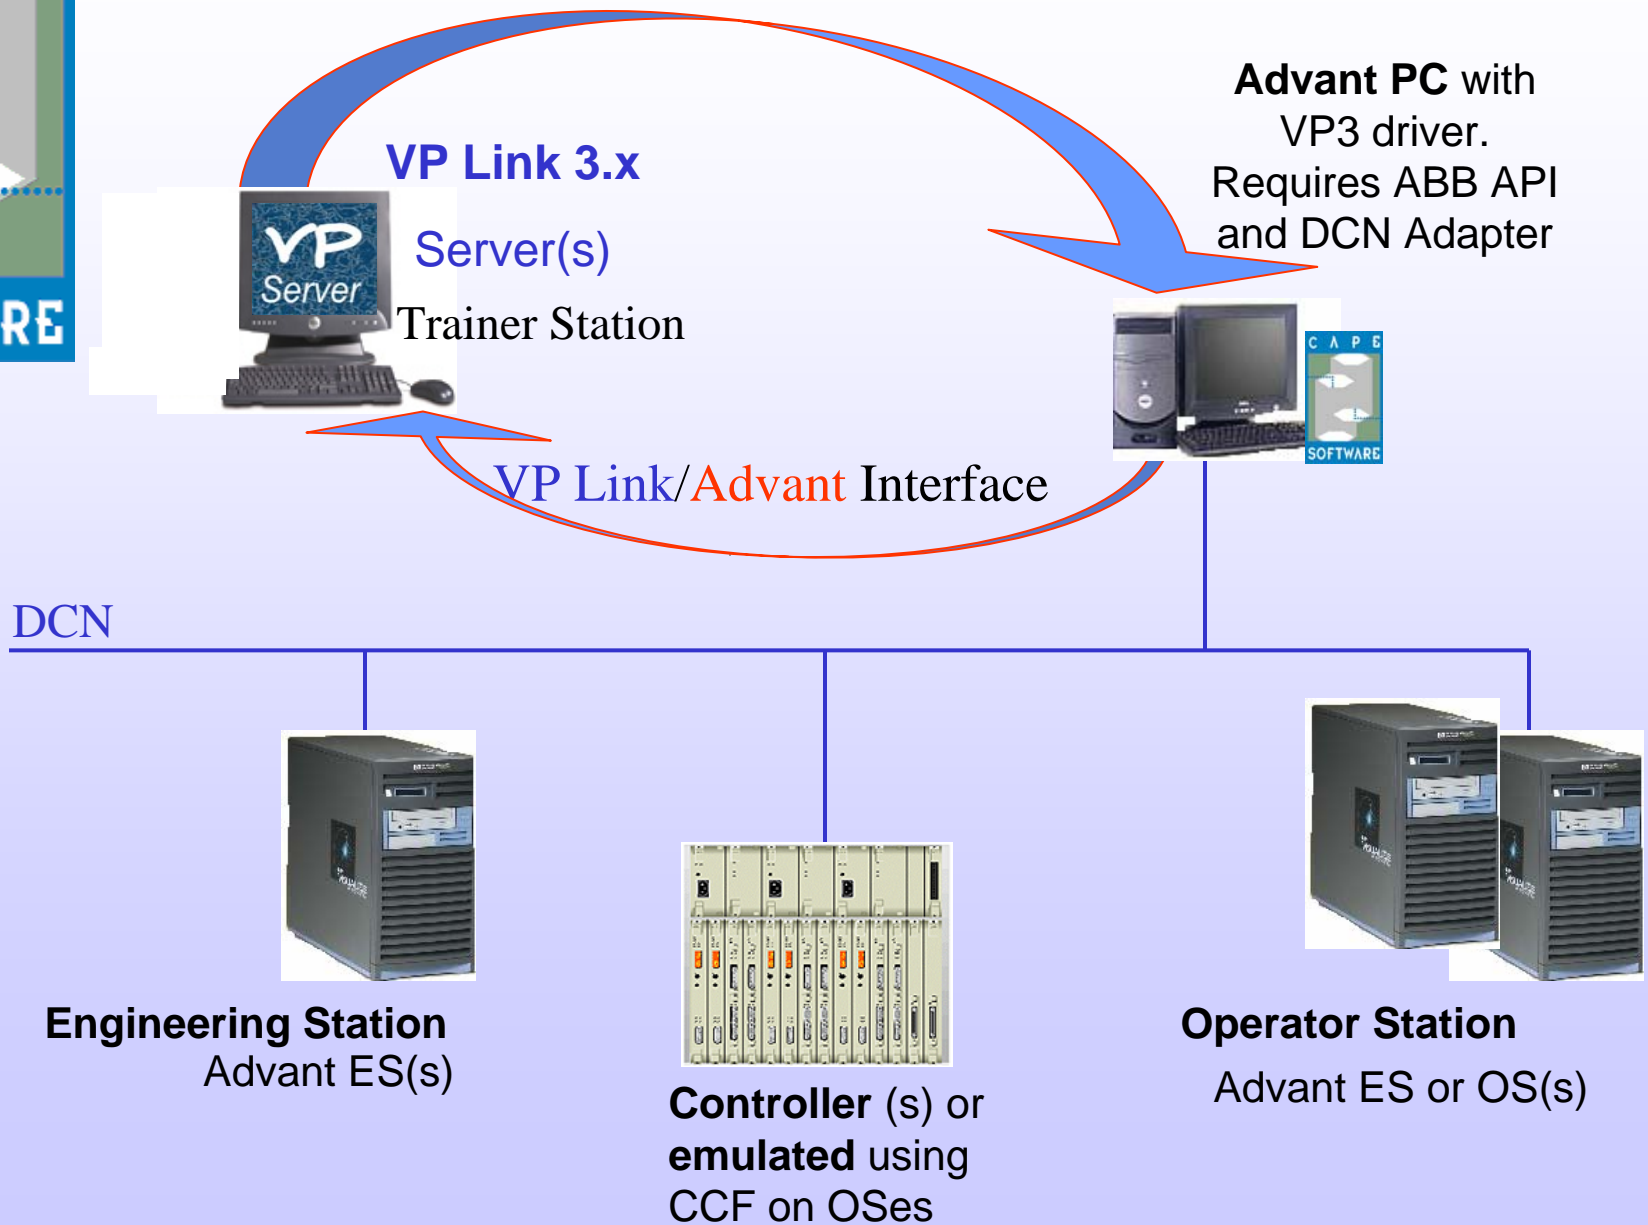 Advant PC with
VP3 driver.
Requires ABB API
and DCN Adapter
VP Link 3.x
Server(s)
Trainer Station
VP
Server
RE
C A P E
SOFTWARE
VP Link/Advant Interface
DCN
Engineering Station
Advant ES(s)
Controller (s) or
emulated using
CCF on OSes
Operator Station
Advant ES or OS(s)